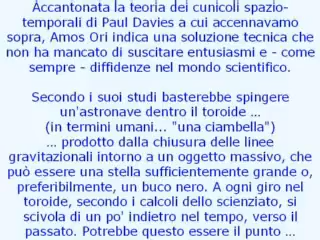 Accantonata la teoria dei cunicoli spazio-
temporali di Paul Davies a cui accennavamo
sopra, Amos Ori indica una soluzione tecnica che
non ha mancato di suscitare entusiasmi e - come
sempre - diffidenze nel mondo scientifico.
Secondo i suoi studi basterebbe spingere
un'astronave dentro il toroide ...
(in termini umani... "una ciambella")
... prodotto dalla chiusura delle linee
gravitazionali intorno a un oggetto massivo, che
può essere una stella sufficientemente grande o,
preferibilmente, un buco nero. A ogni giro nel
toroide, secondo i calcoli dello scienziato, si
scivola di un po' indietro nel tempo, verso il
passato. Potrebbe questo essere il punto ...